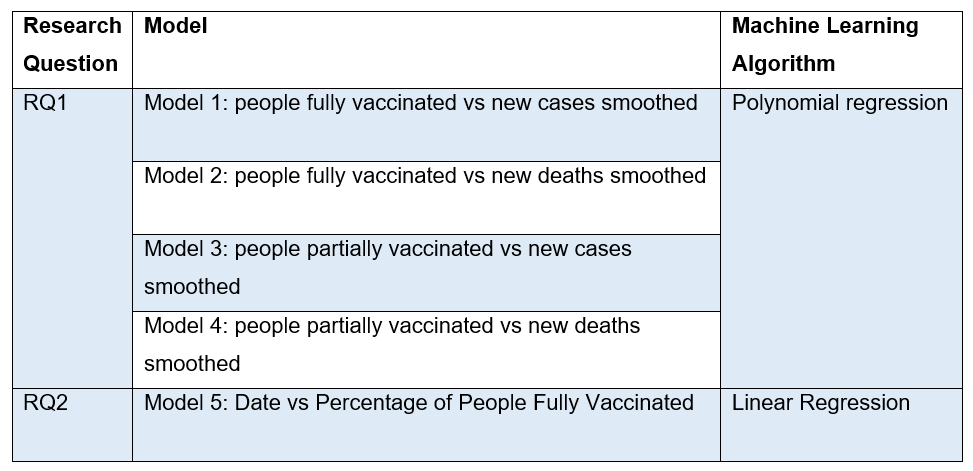 Research Question
Model
Machine Learning Algorithm
RQ1
Model 1: people fully vaccinated vs new cases smoothed
Polynomial regression
Model 2: people fully vaccinated vs new deaths smoothed
Model 3: people partially vaccinated vs new cases
smoothed
Model 4: people partially vaccinated vs new deaths
smoothed
RQ2
Model 5: Date vs Percentage of People Fully Vaccinated
Linear Regression